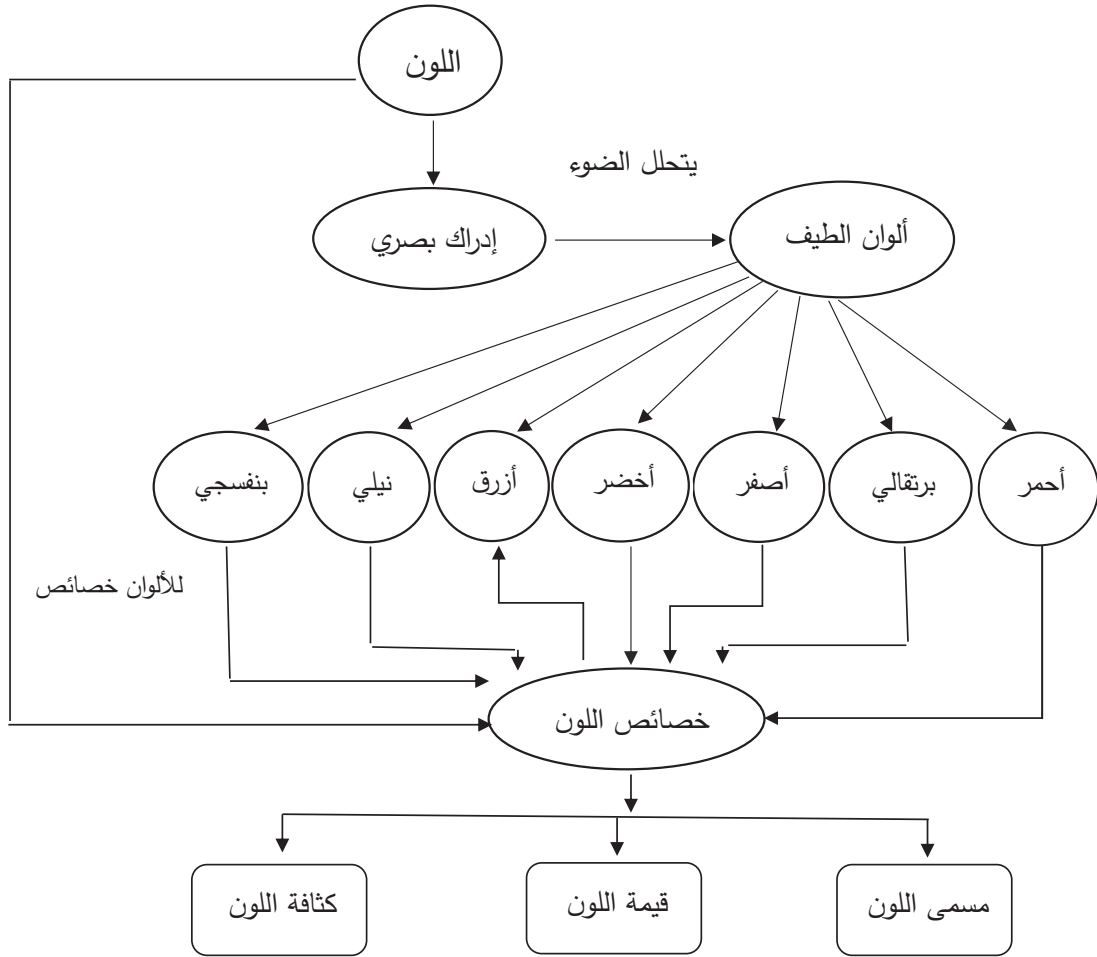 اللون
يتحلل الضوء
إدراك بصري
ألوان الطيف
أحمر
برتقالي
أصفر
أخضر
أزرق
نيلي
بنفسجي
للألوان خصائص
خصائص اللون
مسمى اللون
قيمة اللون
كثافة اللون